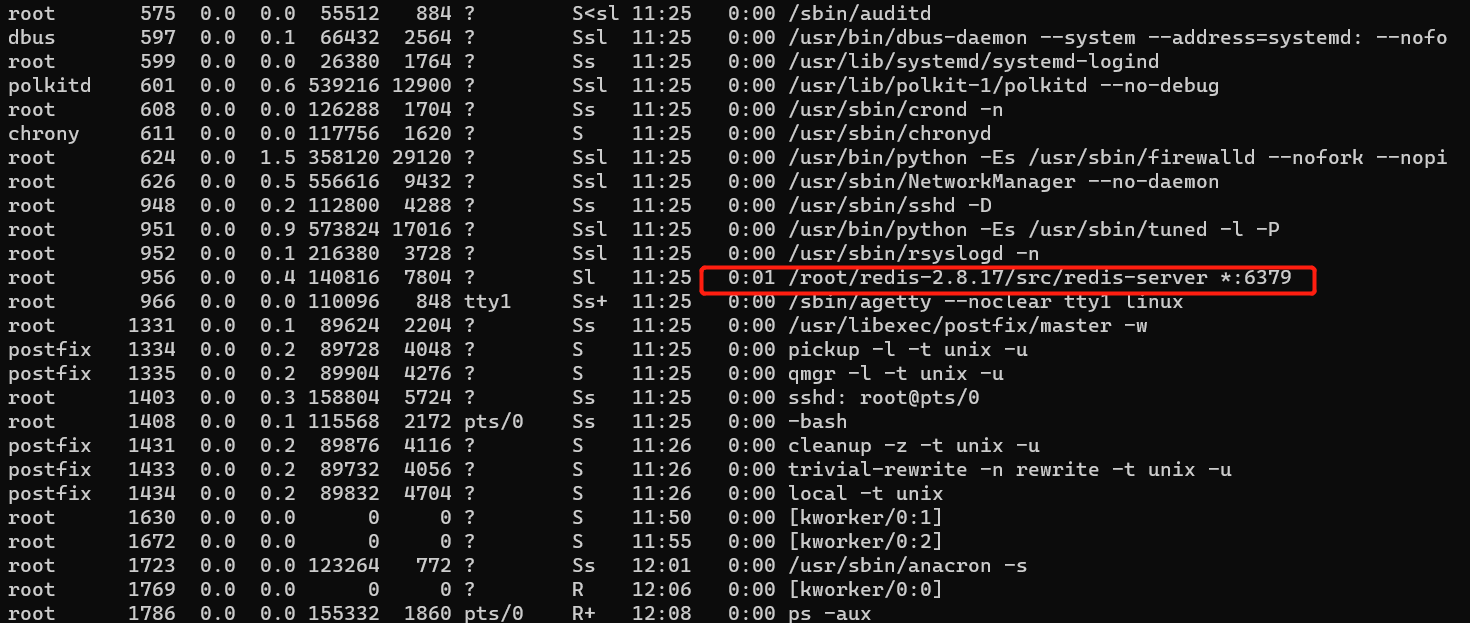 root       575  0.0  0.0  55512   884 ?        S<sl 11:25   0:00 /sbin/auditd
dbus       597  0.0  0.1  66432  2564 ?        Ssl  11:25   0:00 /usr/bin/dbus-daemon --system --address=systemd: --nofo
root       599  0.0  0.0  26380  1764 ?        Ss   11:25   0:00 /usr/lib/systemd/systemd-logind
polkitd    601  0.0  0.6 539216 12900 ?        Ssl  11:25   0:00 /usr/lib/polkit-1/polkitd --no-debug
root       608  0.0  0.0 126288  1704 ?        Ss   11:25   0:00 /usr/sbin/crond -n
chrony     611  0.0  0.0 117756  1620 ?        S    11:25   0:00 /usr/sbin/chronyd
root       624  0.0  1.5 358120 29120 ?        Ssl  11:25   0:00 /usr/bin/python -Es /usr/sbin/firewalld --nofork --nopi
root       626  0.0  0.5 556616  9432 ?        Ssl  11:25   0:00 /usr/sbin/NetworkManager --no-daemon
root       948  0.0  0.2 112800  4288 ?        Ss   11:25   0:00 /usr/sbin/sshd -D
root       951  0.0  0.9 573824 17016 ?        Ssl  11:25   0:00 /usr/bin/python -Es /usr/sbin/tuned -l -P
root       952  0.0  0.1 216380  3728 ?        Ssl  11:25   0:00 /usr/sbin/rsyslogd -n
root       956  0.0  0.4 140816  7804 ?        Sl   11:25   0:01 /root/redis-2.8.17/src/redis-server *:6379
root       966  0.0  0.0 110096   848 tty1     Ss+  11:25   0:00 /sbin/agetty --noclear tty1 linux
root      1331  0.0  0.1  89624  2204 ?        Ss   11:25   0:00 /usr/libexec/postfix/master -w
postfix   1334  0.0  0.2  89728  4048 ?        S    11:25   0:00 pickup -l -t unix -u
postfix   1335  0.0  0.2  89904  4276 ?        S    11:25   0:00 qmgr -l -t unix -u
root      1403  0.0  0.3 158804  5724 ?        Ss   11:25   0:00 sshd: root@pts/0
root      1408  0.0  0.1 115568  2172 pts/0    Ss   11:25   0:00 -bash
postfix   1431  0.0  0.2  89876  4116 ?        S    11:26   0:00 cleanup -z -t unix -u
postfix   1433  0.0  0.2  89732  4056 ?        S    11:26   0:00 trivial-rewrite -n rewrite -t unix -u
postfix   1434  0.0  0.2  89832  4704 ?        S    11:26   0:00 local -t unix
root      1630  0.0  0.0      0     0 ?        S    11:50   0:00 [kworker/0:1]
root      1672  0.0  0.0      0     0 ?        S    11:55   0:00 [kworker/0:2]
root      1723  0.0  0.0 123264   772 ?        Ss   12:01   0:00 /usr/sbin/anacron -s
root      1769  0.0  0.0      0     0 ?        R    12:06   0:00 [kworker/0:0]
root      1786  0.0  0.0 155332  1860 pts/0    R+   12:08   0:00 ps -aux